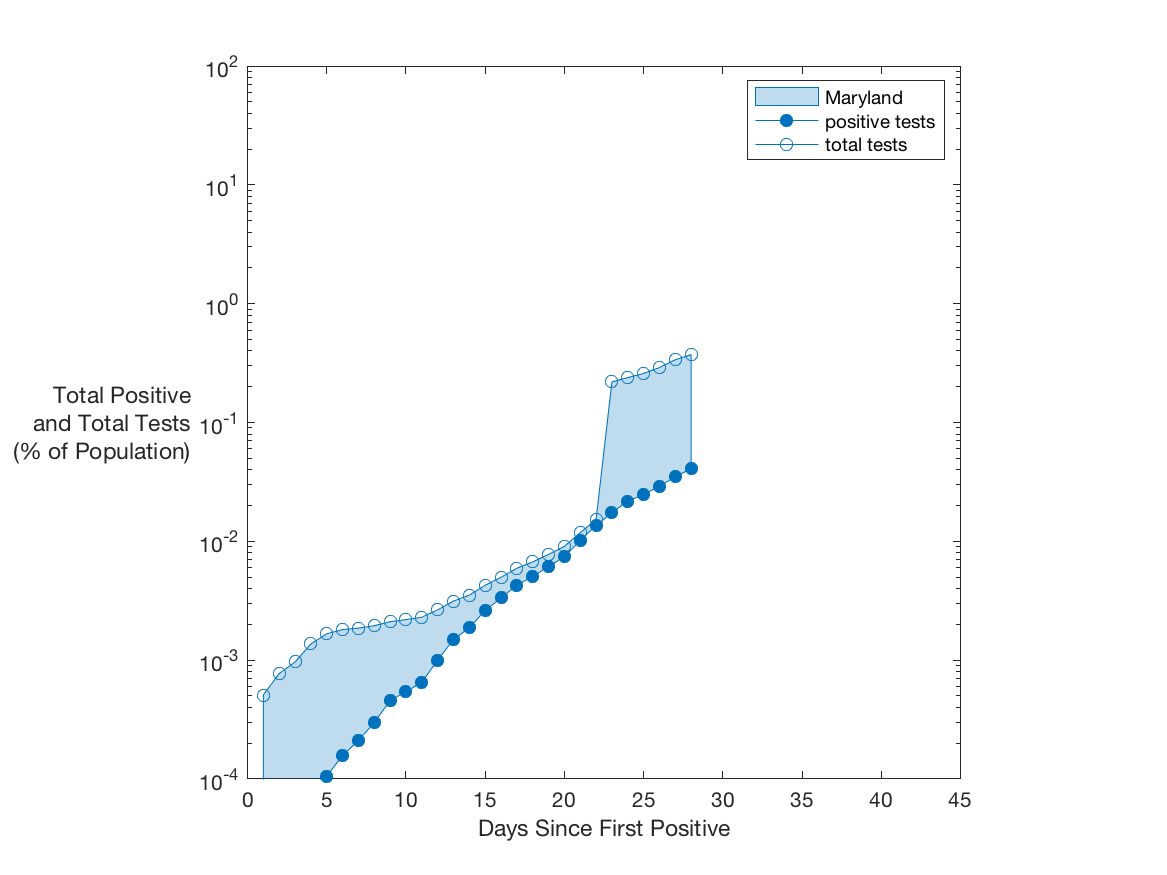 10^2
10^1
10^0
10^-1
10^-2
10^-3
10^-4
Total Positive
and Total Tests
(% of Population)
Maryland
positive tests
total tests
0 5 10 15 20 25 30 35 40 45
Days Since First Positive